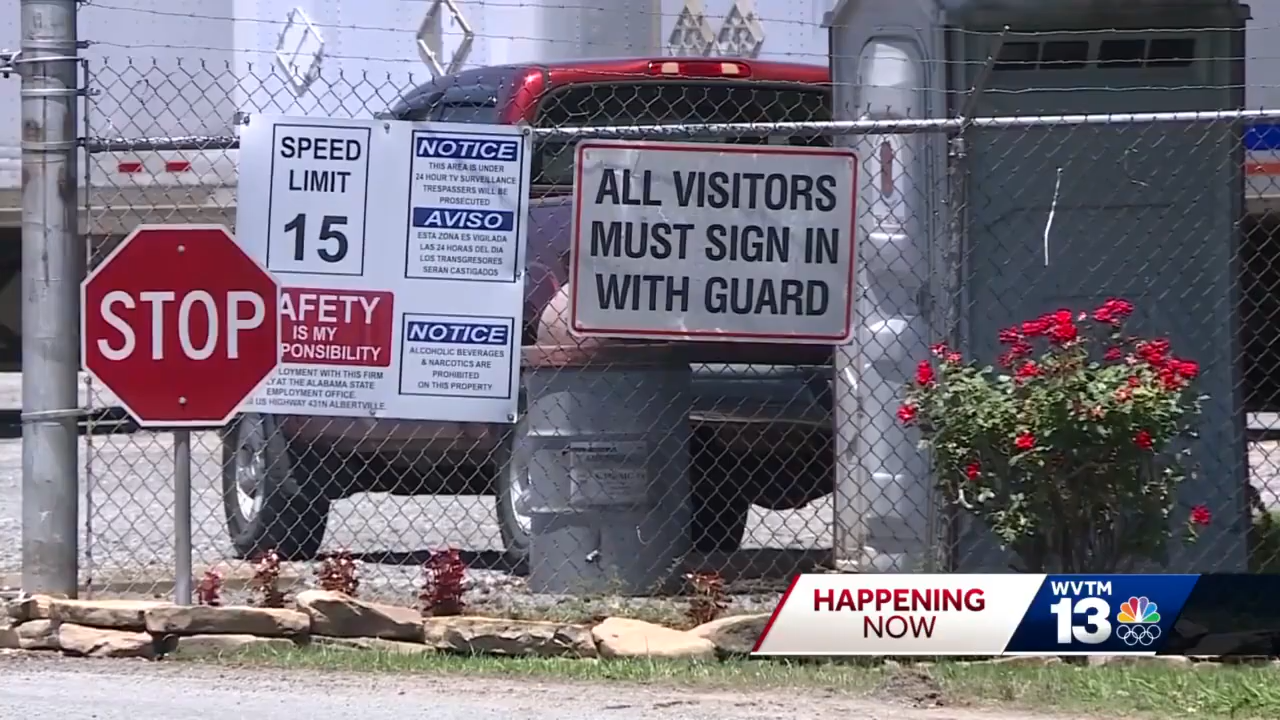 SPEED
LIMIT
15
NOTICE
THIS AREA IS UNDER
24 HOUR TV SURVEILLANCE
TRESPASSERS WILL BE
PROSECUTED
AVISO
ESTA ZONA ES VIGILADA
LAS 24 HORAS DEL DIA
LOS TRANSGRESORES
SERAN CASTIGADOS
ALL VISITORS
MUST SIGN IN
WITH GUARD
STOP
AFETY
IS MY
PONSIBILITY
LOYMENT WITH THIS FIRM
LY AT THE ALABAMA STATE
EMPLOYMENT OFFICE.
US HIGHWAY 431N ALBERTVILLE
NOTICE
ALCOHOLIC BEVERAGES
& NARCOTICS ARE
PROHIBITED
ON THIS PROPERTY
HAPPENING
NOW
WVTM
13